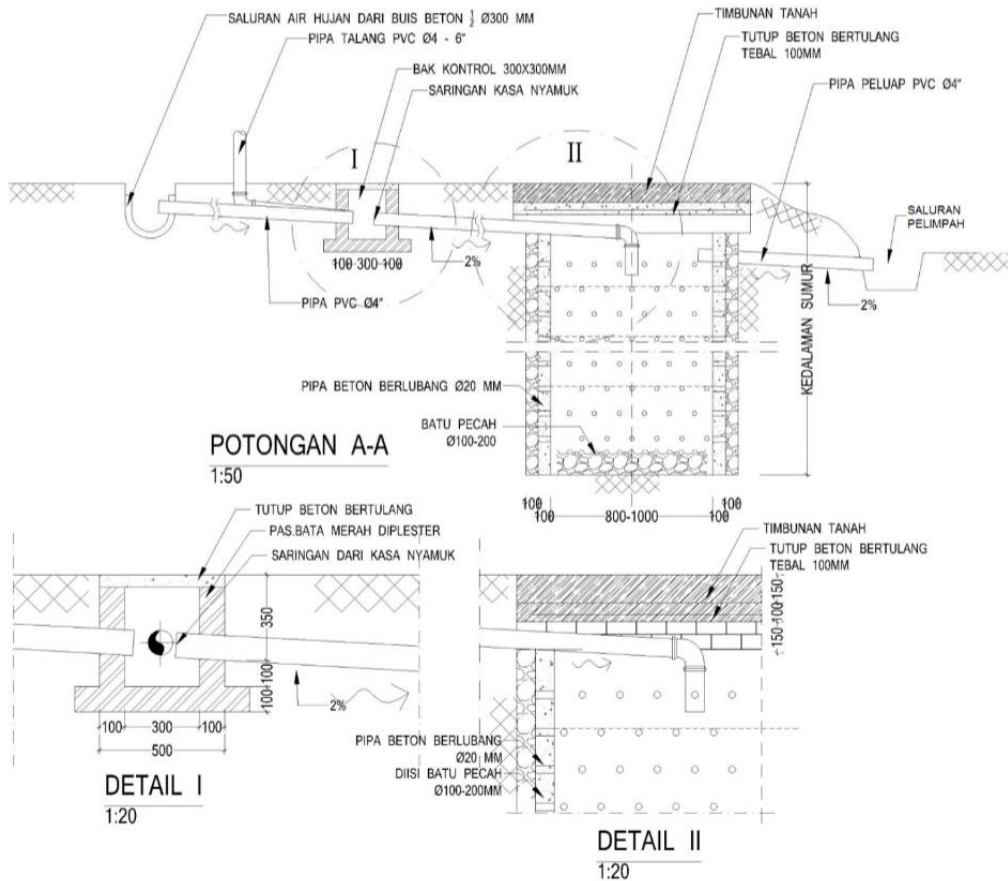 SALURAN AIR HUJAN DARI BUIS BETON ½ Ø300 MM
PIPA TALANG PVC Ø4 - 6"
BAK KONTROL 300X300MM
SARINGAN KASA NYAMUK
TIMBUNAN TANAH
TUTUP BETON BERTULANG
TEBAL 100MM
PIPA PELUAP PVC Ø4"
I
II
SALURAN
PELIMPAH
100 300 100
2%
2%
PIPA PVC Ø4"
KEDALAMAN SUMUR
PIPA BETON BERLUBANG Ø20 MM
BATU PECAH
Ø100-200
POTONGAN A-A
1:50
100
100
800-1000
100
100
TUTUP BETON BERTULANG
PAS.BATA MERAH DIPLESTER
SARINGAN DARI KASA NYAMUK
350
100
100
2%
100
300
100
500
DETAIL I
1:20
TIMBUNAN TANAH
TUTUP BETON BERTULANG
TEBAL 100MM
150
100
150
PIPA BETON BERLUBANG
Ø20 MM
DIISI BATU PECAH
Ø100-200MM
DETAIL II
1:20